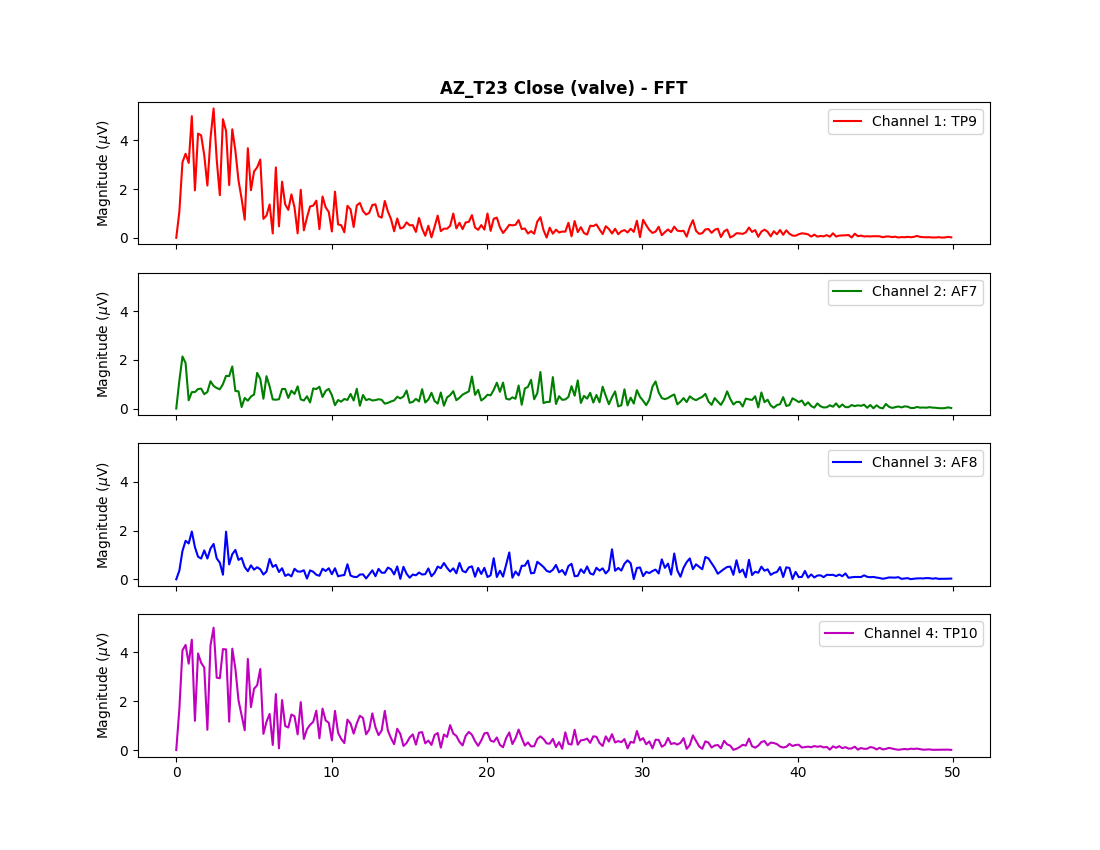 AZ_T23 Close (valve) - FFT
Magnitude (μV)
4
2
0
Channel 1: TP9
Magnitude (μV)
4
2
0
Channel 2: AF7
Magnitude (μV)
4
2
0
Channel 3: AF8
Magnitude (μV)
4
2
0
Channel 4: TP10
0 10 20 30 40 50